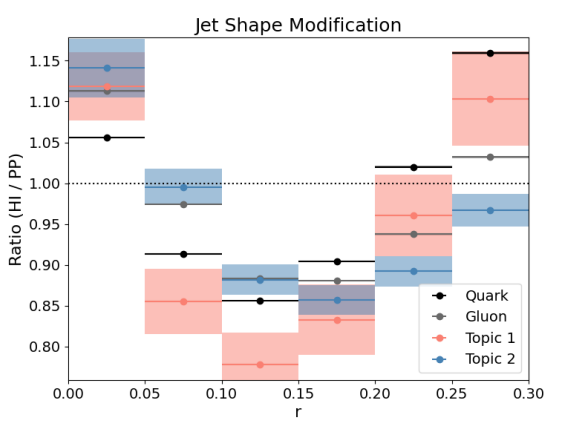 Jet Shape Modification
Ratio (HI / PP)
1.15
1.10
1.05
1.00
0.95
0.90
0.85
0.80
Quark
Gluon
Topic 1
Topic 2
0.00 0.05 0.10 0.15 0.20 0.25 0.30
r